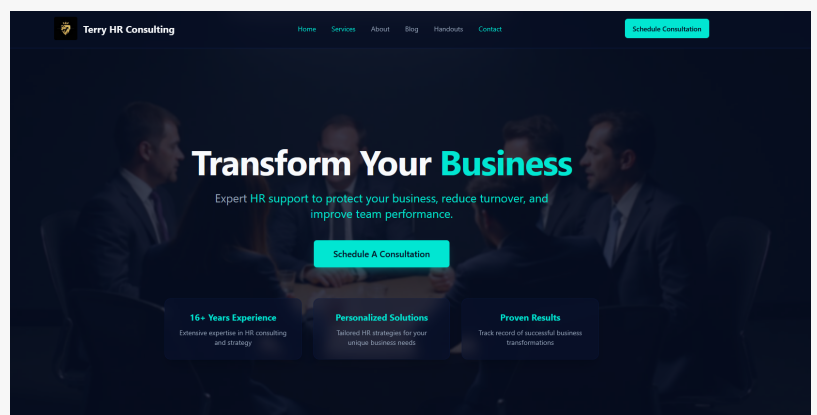 Terry HR Consulting
Home Services About Blog Handouts Contact
Schedule Consultation
Transform Your Business
Expert HR support to protect your business, reduce turnover, and
improve team performance.
Schedule A Consultation
16+ Years Experience
Extensive expertise in HR consulting
and strategy
Personalized Solutions
Tailored HR strategies for your
unique business needs
Proven Results
Track record of successful business
transformations